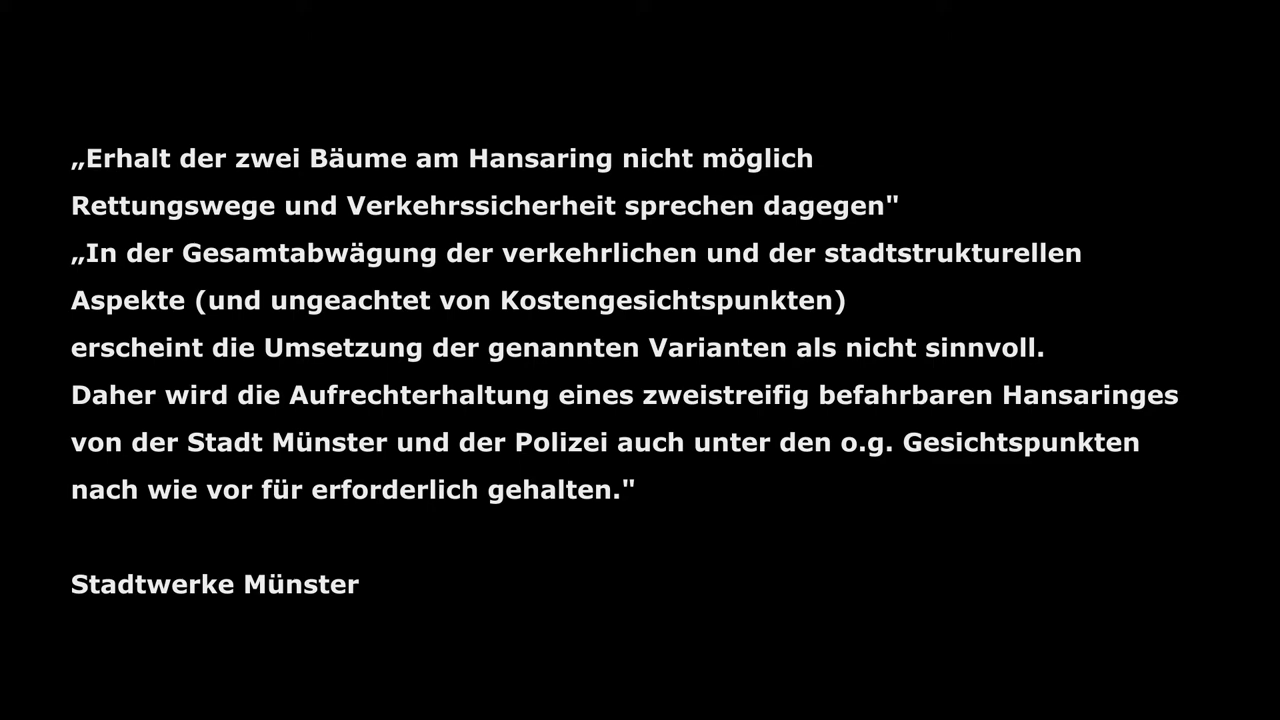 „Erhalt der zwei Bäume am Hansaring nicht möglich
Rettungswege und Verkehrssicherheit sprechen dagegen"
„In der Gesamtabwägung der verkehrlichen und der stadtstrukturellen
Aspekte (und ungeachtet von Kostengesichtspunkten)
erscheint die Umsetzung der genannten Varianten als nicht sinnvoll.
Daher wird die Aufrechterhaltung eines zweistreifig befahrbaren Hansaringes
von der Stadt Münster und der Polizei auch unter den o.g. Gesichtspunkten
nach wie vor für erforderlich gehalten."
Stadtwerke Münster